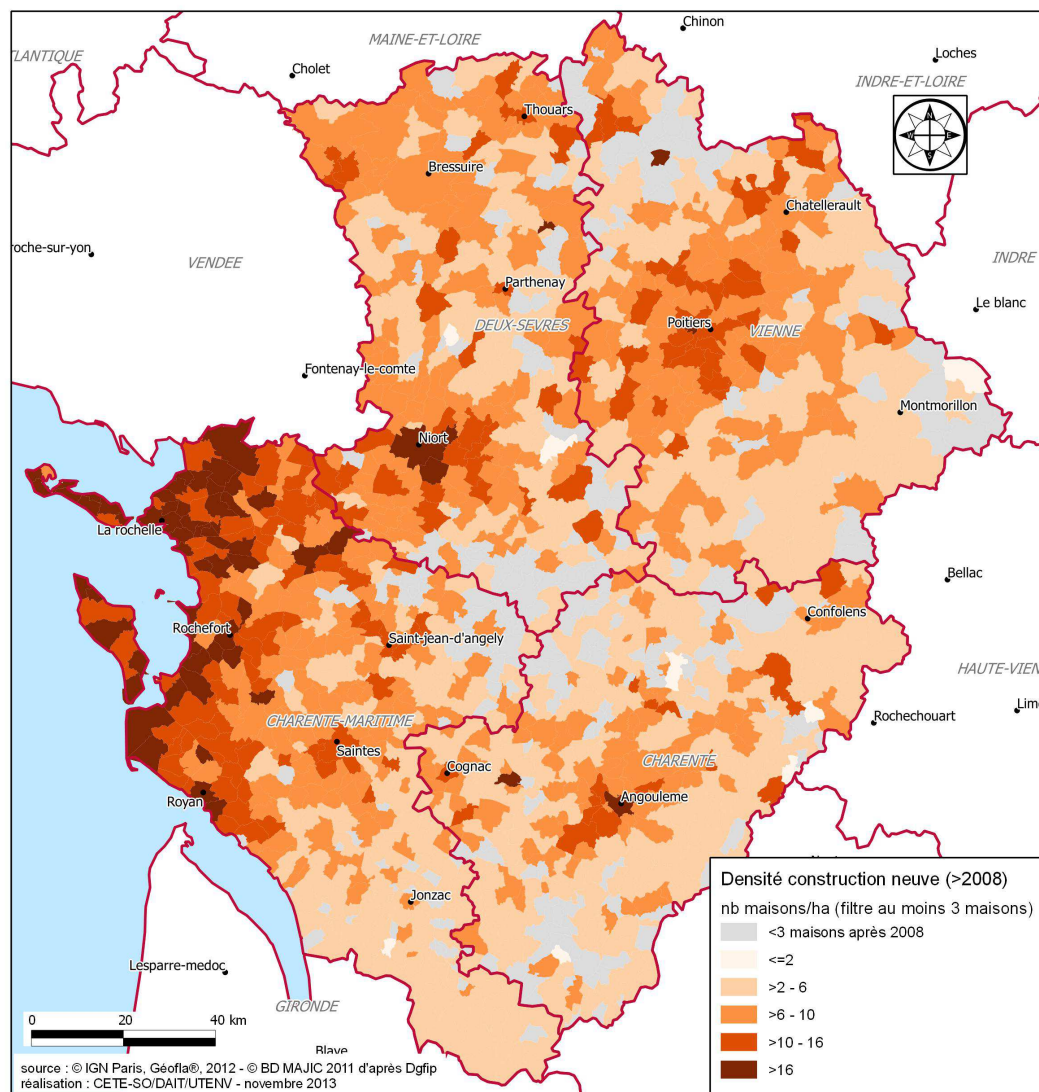 Chinon
MAINE-ET-LOIRE
TLANTIQUE
Loches
Cholet
INDRE-ET-LOIRE
N
W E
S
Thouars
Bressuire
Chatellerault
roche-sur-yon
VENDEE
INDRE
Parthenay
Le blanc
DEUX-SEVRES
Poitiers
VIENNE
Fontenay-le-comte
Montmorillon
Niort
La rochelle
Bellac
Confolens
Rochefort
Saint-jean-d'angely
HAUTE-VIEN
Lim
Rochechouart
CHARENTE-MARITIME
Saintes
CHARENTE
Cognac
Angouleme
Royan
Jonzac
Lesparre-medoc
GIRONDE
Blaye
0 20 40 km
source : © IGN Paris, Géofla®, 2012 - © BD MAJIC 2011 d'après Dgfip
réalisation : CETE-SO/DAIT/UTENV - novembre 2013
Densité construction neuve (>2008)
nb maisons/ha (filtre au moins 3 maisons)
<3 maisons après 2008
<=2
>2 - 6
>6 - 10
>10 - 16
>16